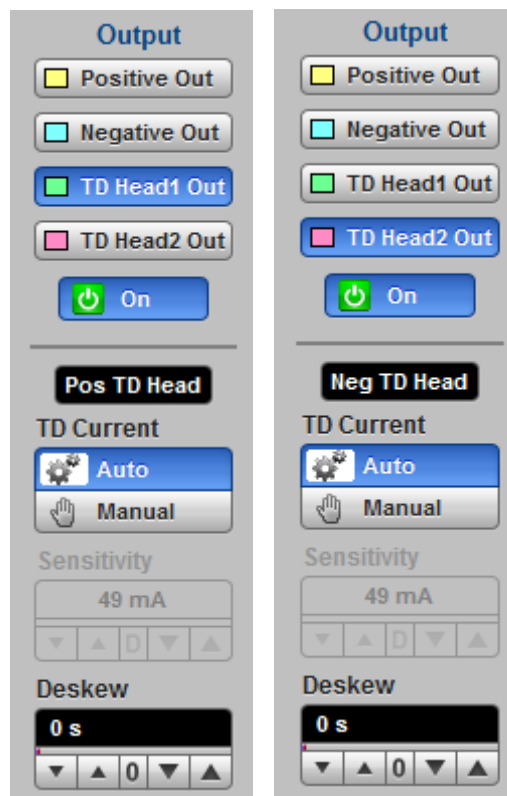 Output
Positive Out
Negative Out
TD Head1 Out
TD Head2 Out
On
Pos TD Head
TD Current
Auto
Manual
Sensitivity
49 mA
D
Deskew
0 s
0
Output
Positive Out
Negative Out
TD Head1 Out
TD Head2 Out
On
Neg TD Head
TD Current
Auto
Manual
Sensitivity
49 mA
D
Deskew
0 s
0